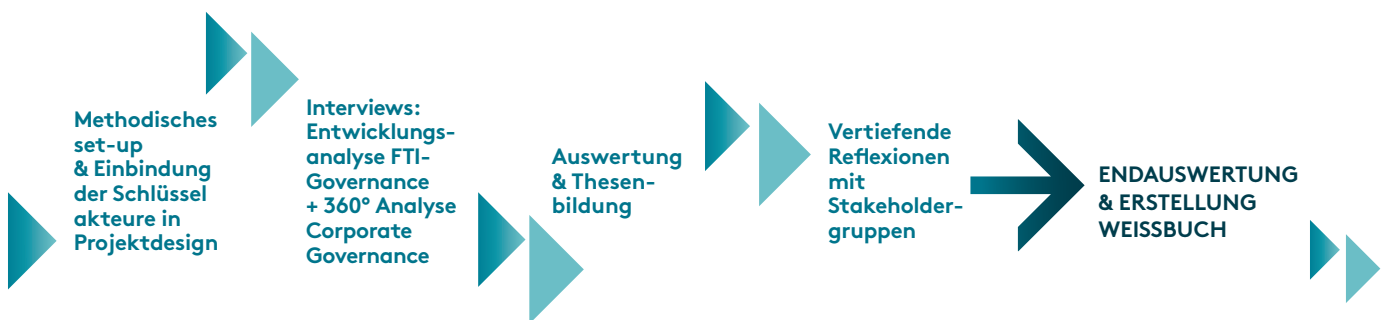 Methodisches
set-up
& Einbindung
der Schlüssel
akteure in
Projektdesign
Interviews:
Entwicklungs-
analyse FTI-
Governance
+ 360° Analyse
Corporate
Governance
Auswertung
& Thesen-
bildung
Vertiefende
Reflexionen
mit
Stakeholder-
gruppen
ENDAUSWERTUNG
& ERSTELLUNG
WEISSBUCH